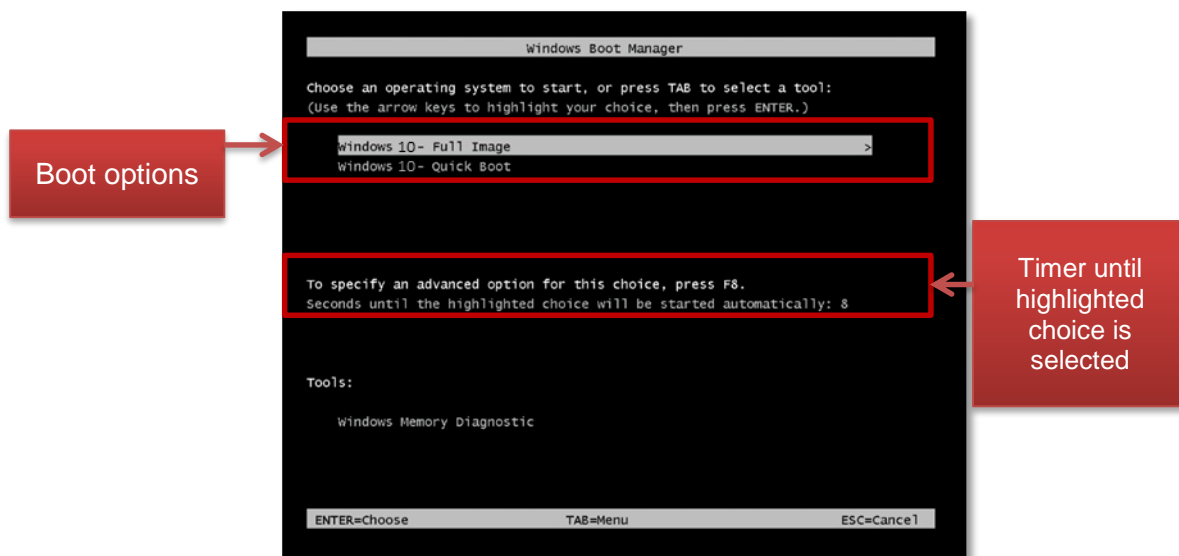 Windows Boot Manager
Choose an operating system to start, or press TAB to select a tool:
(Use the arrow keys to highlight your choice, then press ENTER.)
Boot options
Windows 10- Full Image >
Windows 10- Quick Boot
To specify an advanced option for this choice, press F8.
Seconds until the highlighted choice will be started automatically: 8
Timer until
highlighted
choice is
selected
Tools:
Windows Memory Diagnostic
ENTER=Choose TAB=Menu ESC=Cancel